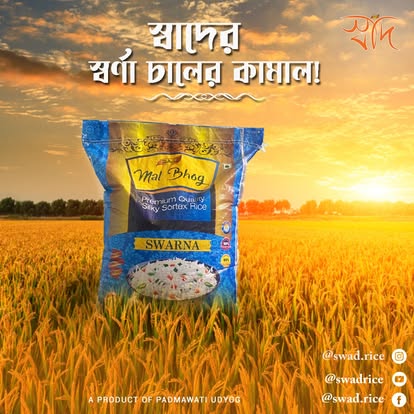 স্বাদের
স্বর্ণা চালের কামাল!
স্বাদ
Mal Bhog
Premium Quality
Silky Sortex Rice
SWARNA
@swad.rice
@swadrice
@swad.rice
A PRODUCT OF PADMAWATI UDYOG